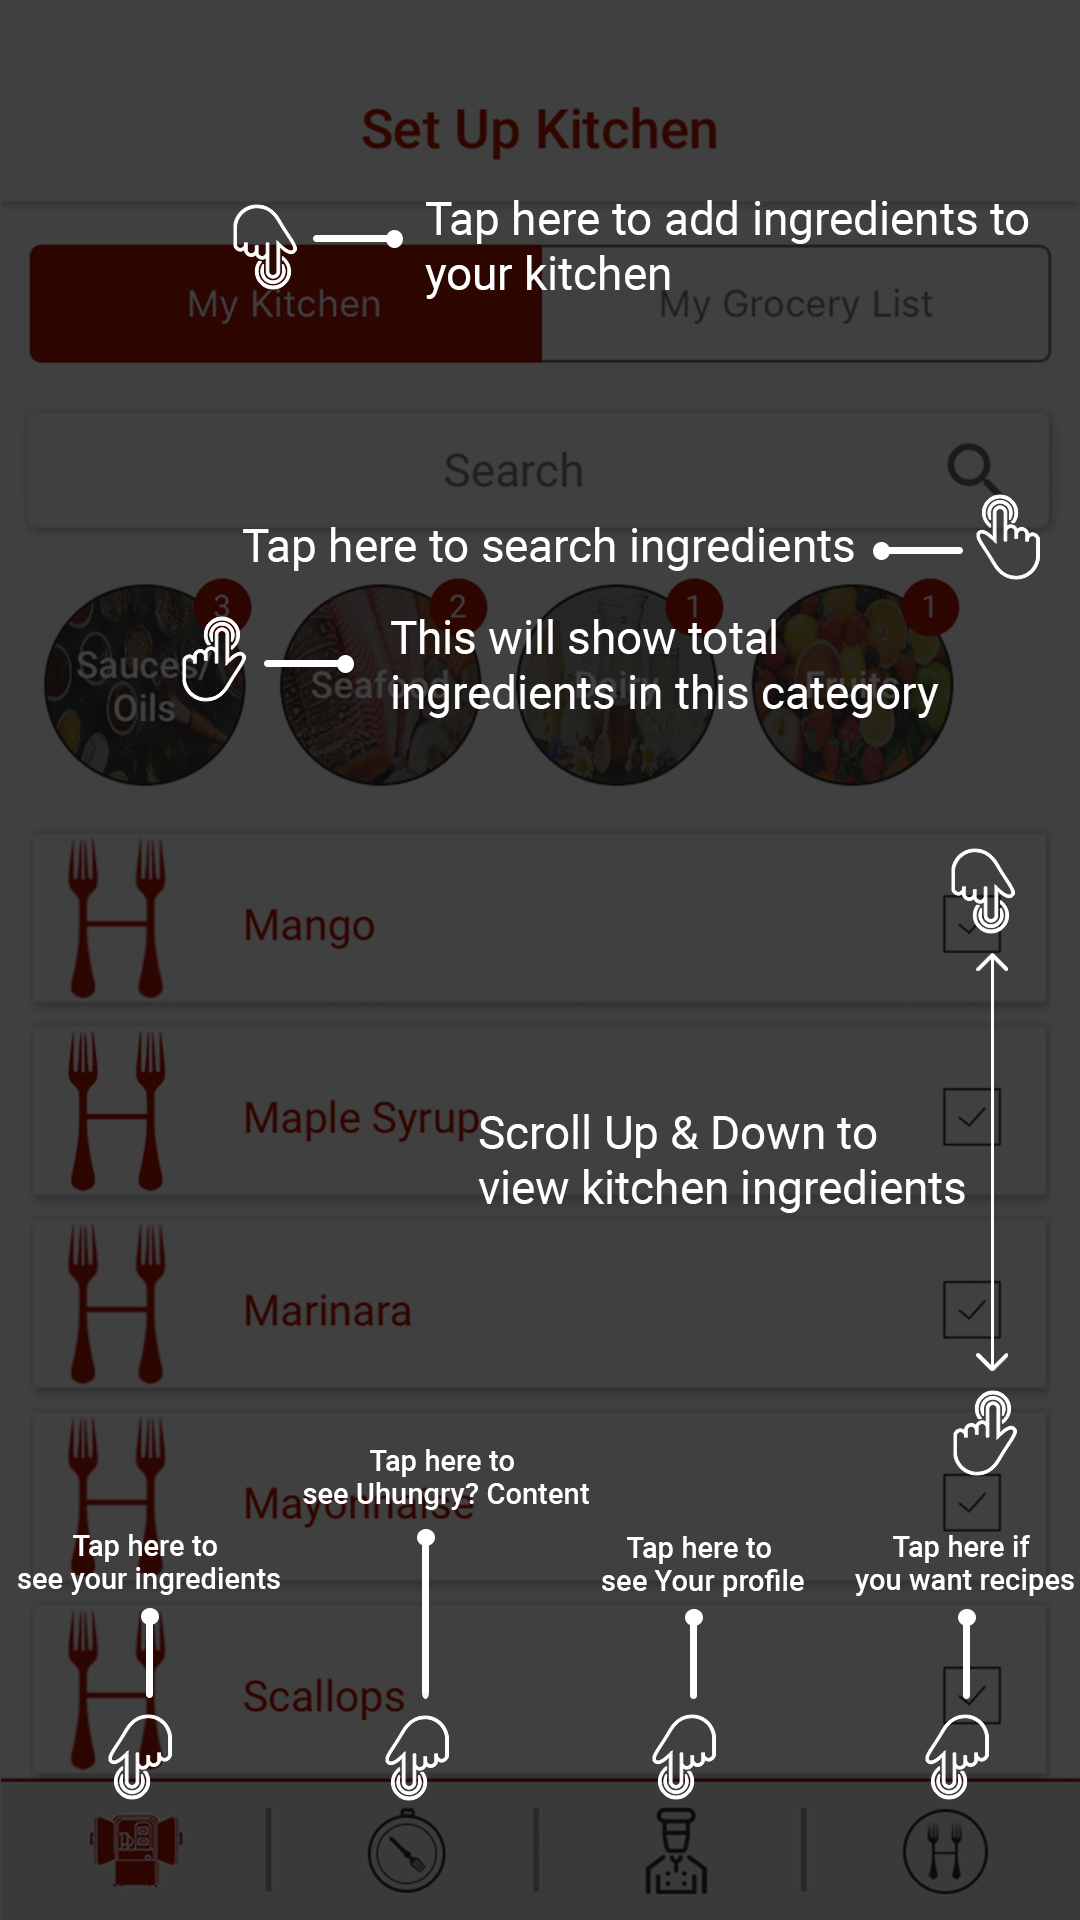 Set Up Kitchen
Tap here to add ingredients to
your kitchen
My Kitchen
My Grocery List
Search
Tap here to search ingredients
3
2
1
1
This will show total
ingredients in this category
Sauces/
Oils
Seafood
Dairy
Fruits
Mango
Maple Syrup
Scroll Up & Down to
view kitchen ingredients
Marinara
Tap here to
see Uhungry? Content
Mayonnaise
Tap here to
see your ingredients
Tap here to
see Your profile
Tap here if
you want recipes
Scallops